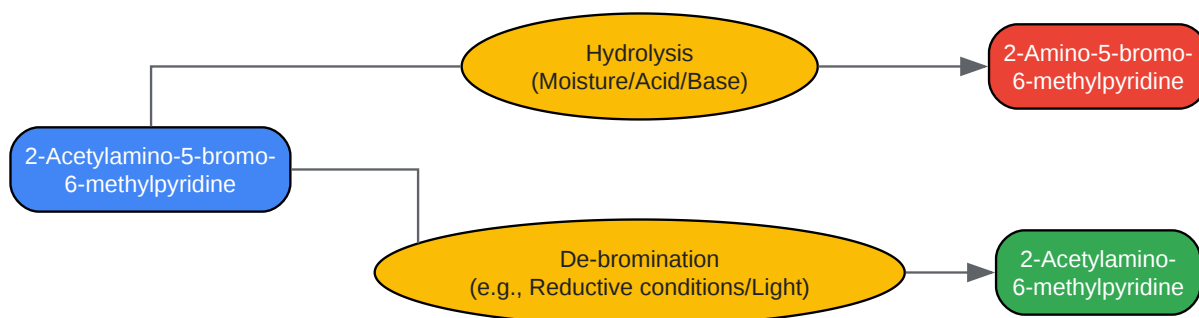 Hydrolysis
(Moisture/Acid/Base)
2-Amino-5-bromo-
6-methylpyridine
2-Acetylamino-5-bromo-
6-methylpyridine
De-bromination
(e.g., Reductive conditions/Light)
2-Acetylamino-
6-methylpyridine